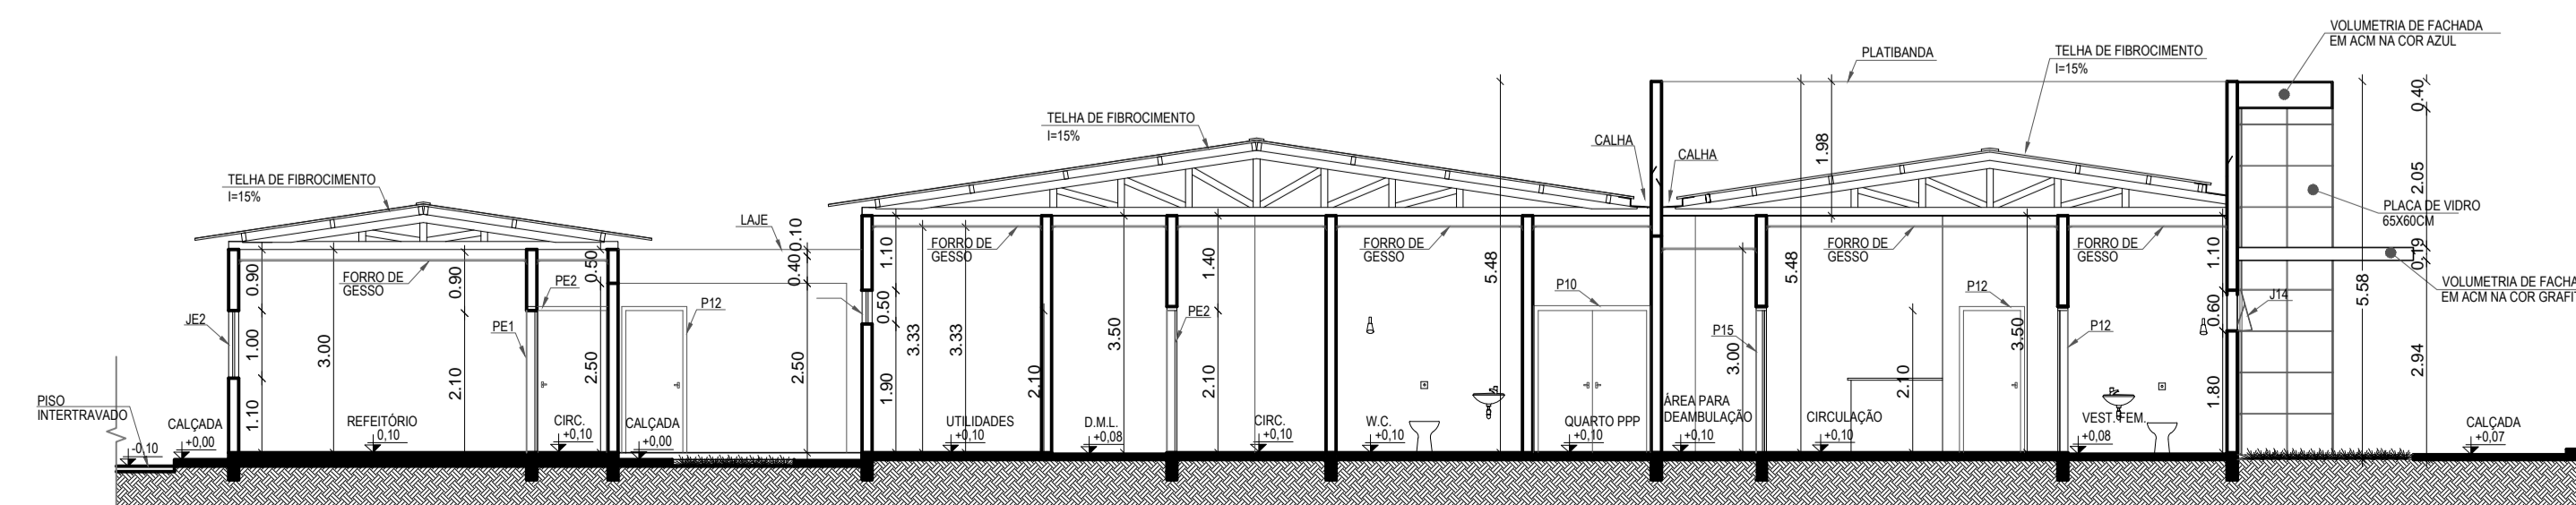 VOLUMETRIA DE FACHADA
EM ACM NA COR AZUL
PLATIBANDA
TELHA DE FIBROCIMENTO
I=15%
TELHA DE FIBROCIMENTO
I=15%
TELHA DE FIBROCIMENTO
I=15%
CALHA
CALHA
LAJE
PLACA DE VIDRO
65X60CM
VOLUMETRIA DE FACHA
EM ACM NA COR GRAFI
FORRO DE
GESSO
FORRO DE
GESSO
FORRO DE
GESSO
FORRO DE
GESSO
FORRO DE
GESSO
JE2
PE1
PE2
P12
PE2
P10
P15
P12
P12
J14
0.90
1.00
1.10
3.00
0.90
2.10
0.50
2.50
0.10
0.40
2.50
1.10
0.50
1.90
3.33
3.33
2.10
3.50
1.40
2.10
5.48
3.00
5.48
1.98
2.10
3.50
1.10
0.60
1.80
5.58
0.40
2.05
0.19
2.94
PISO
INTERTRAVADO
-0,10
CALÇADA
+0,00
REFEITÓRIO
0,10
CIRC.
+0,10
CALÇADA
+0,00
UTILIDADES
+0,10
D.M.L.
+0,08
CIRC.
+0,10
W.C.
+0,10
QUARTO PPP
+0,10
ÁREA PARA
DEAMBULAÇÃO
+0,10
CIRCULAÇÃO
+0,10
VEST. FEM.
+0,08
CALÇADA
+0,07